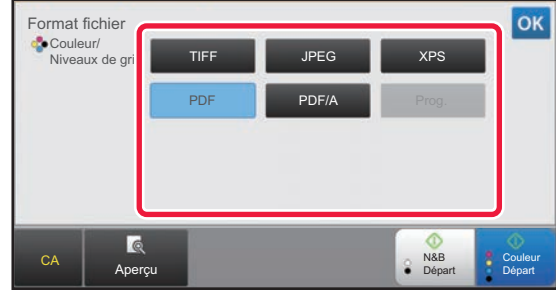 Format fichier
OK
Couleur/
Niveaux de gri
TIFF
JPEG
XPS
PDF
PDF/A
Prog.
CA
Aperçu
N&B
Départ
Couleur
Départ